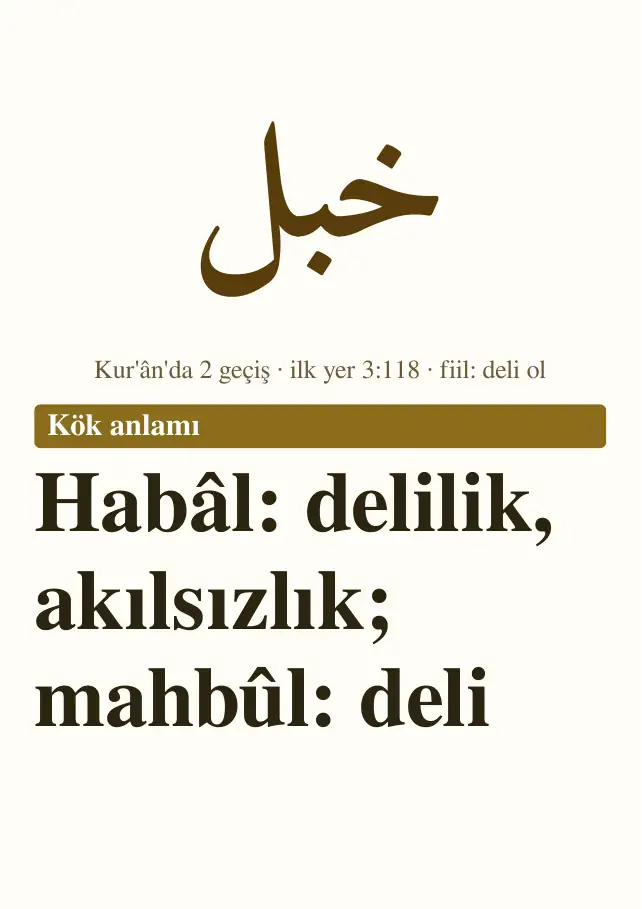 خبل
Kur'ân'da 2 geçiş · ilk yer 3:118 · fiil: deli ol
Kök anlamı
Habâl: delilik,
akılsızlık;
mahbûl: deli